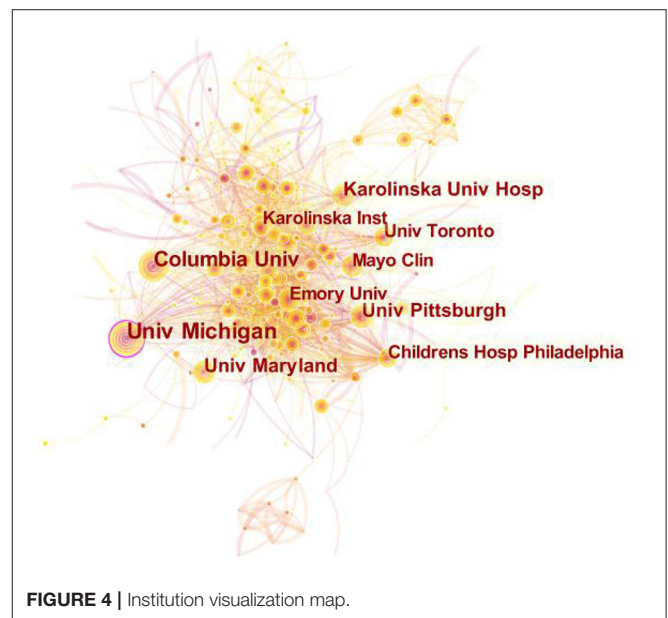 Karolinska Univ Hosp
Karolinska Inst
Univ Toronto
Columbia Univ
Mayo Clin
Emory Univ
Univ Pittsburgh
Univ Michigan
Childrens Hosp Philadelphia
Univ Maryland
FIGURE 4 | Institution visualization map.